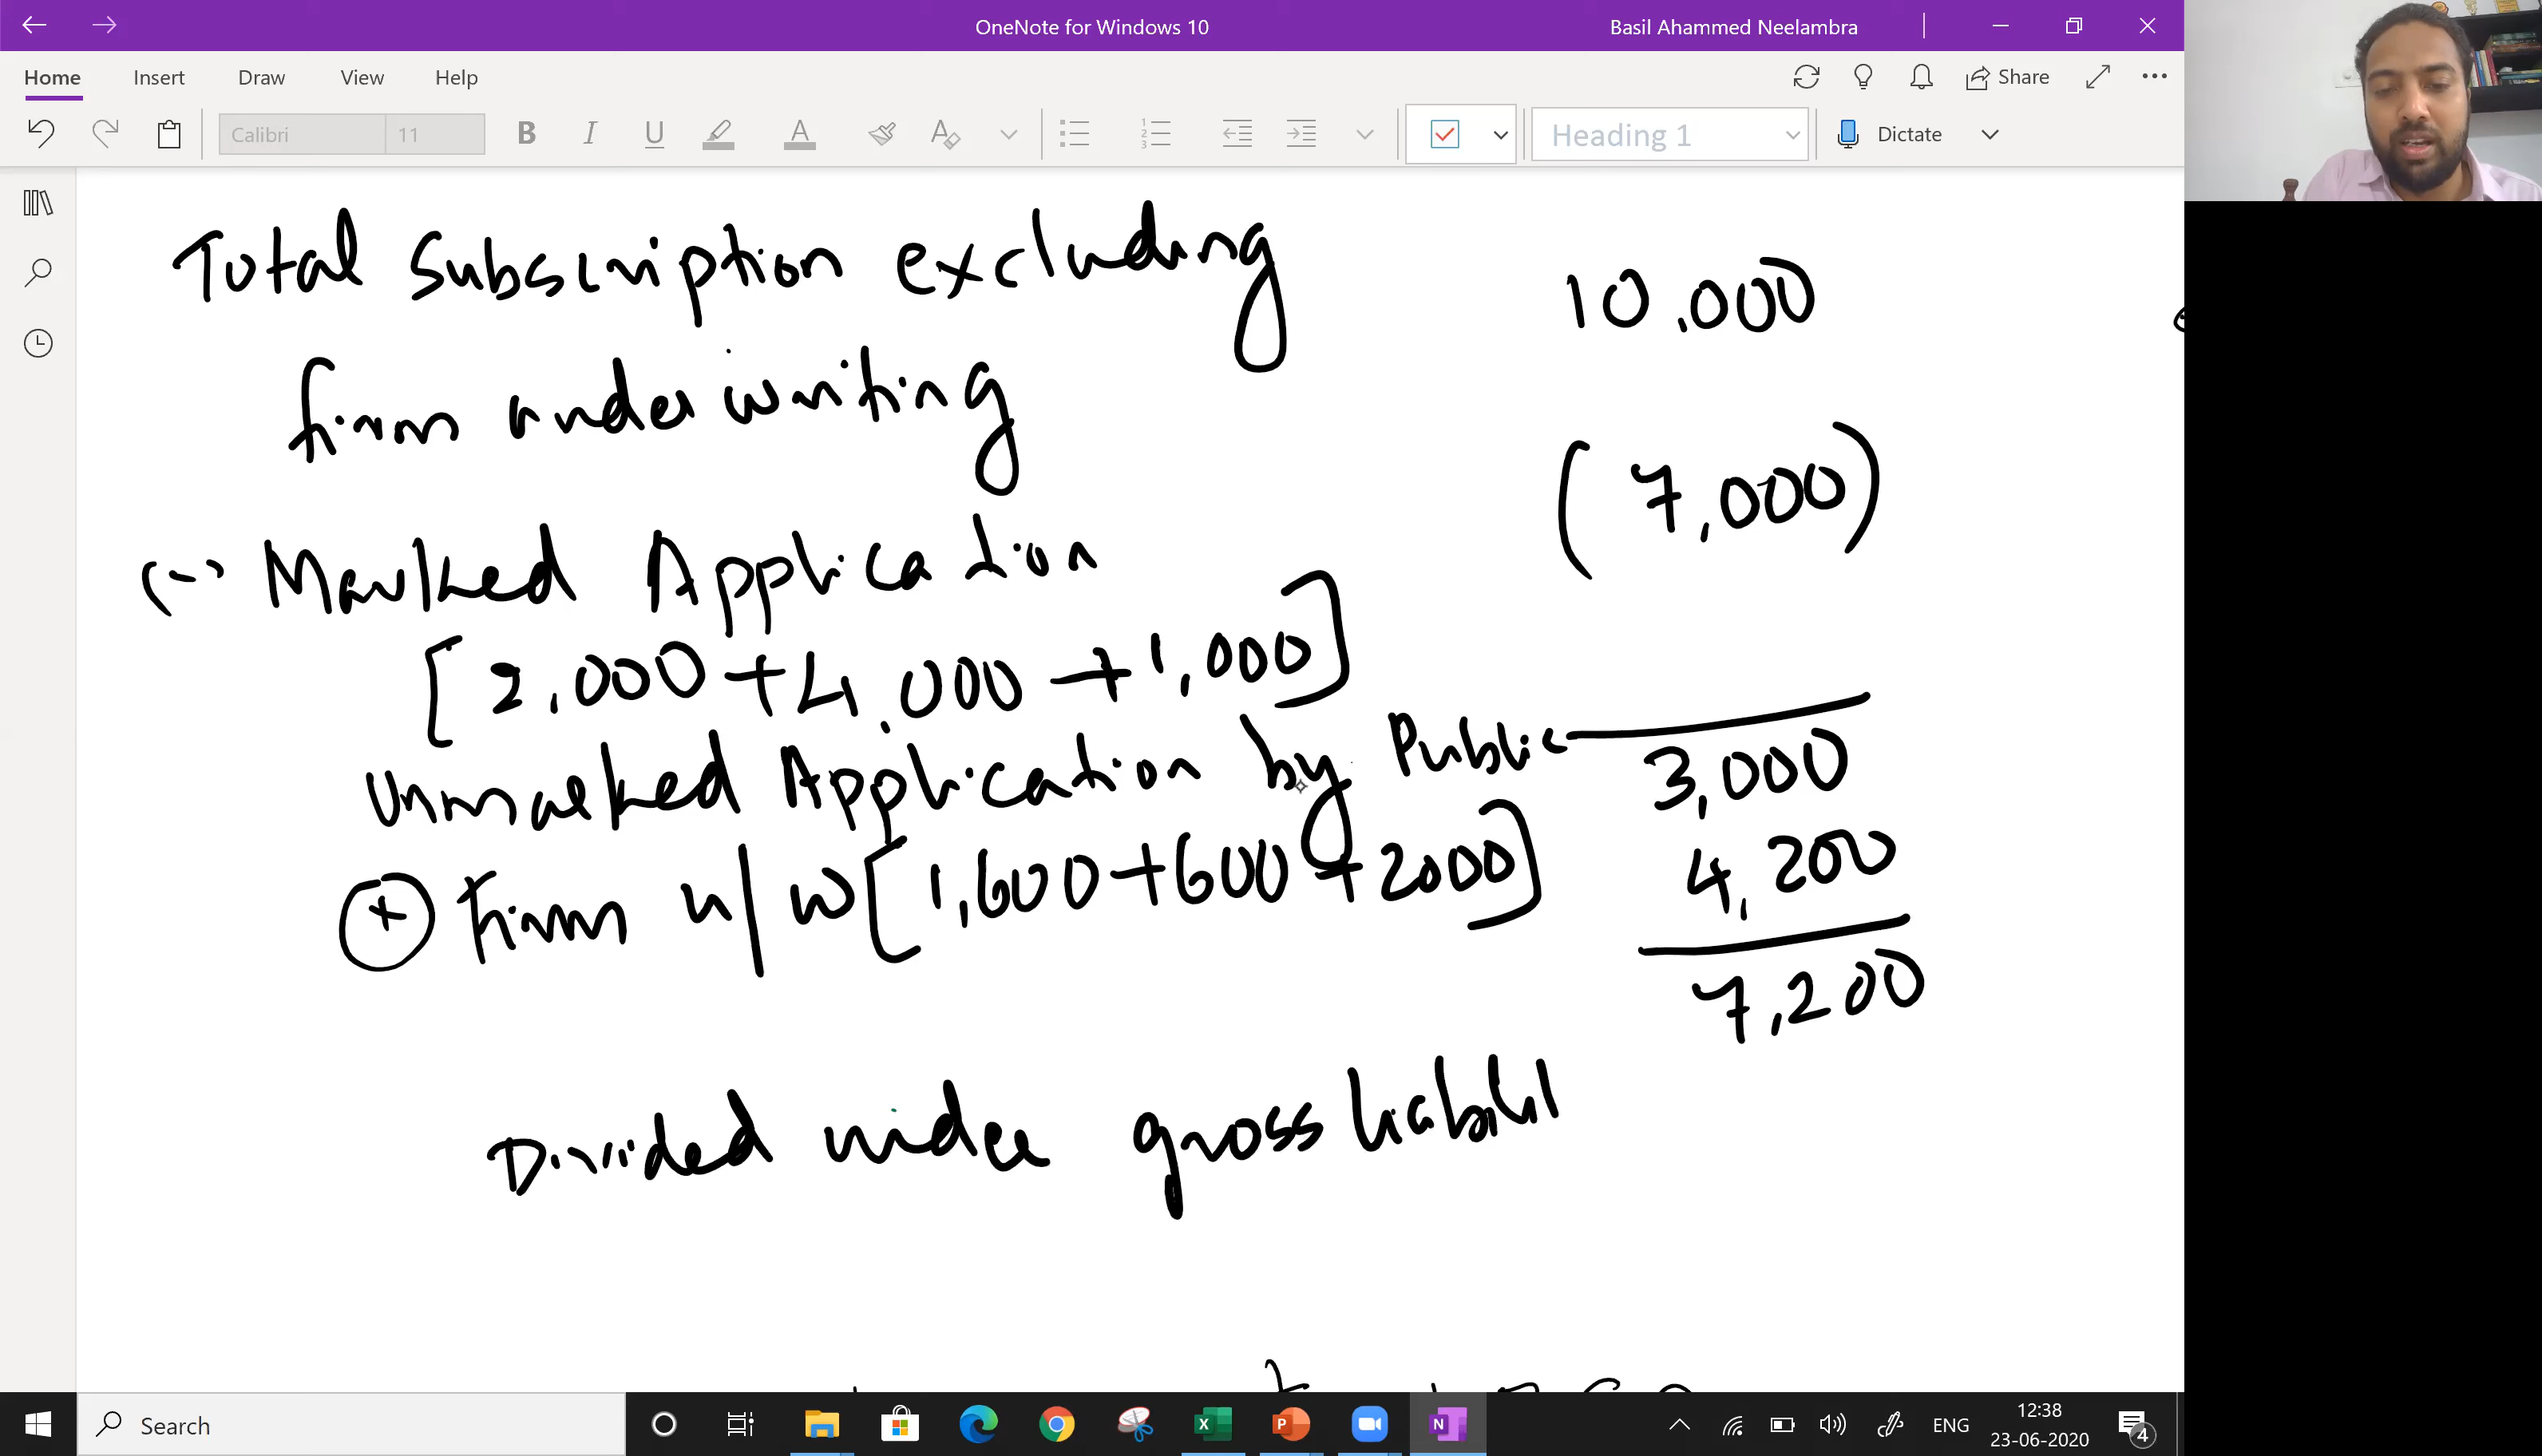 OneNote for Windows 10
Basil Ahammed Neelambra
Home Insert Draw View Help
Share
Calibri 11 B I U A A Heading 1 Dictate
Total Subscription excluding 10,000
firm underwriting
(7,000)
(-) Marked Application
[2,000 + 4,000 + 1,000]
Unmarked Application by Public 3,000
+ firm u/w [1,600 + 600 + 2000] 4,200
7,200
Divided under gross liabilit
Search
ENG
12:38
23-06-2020
4